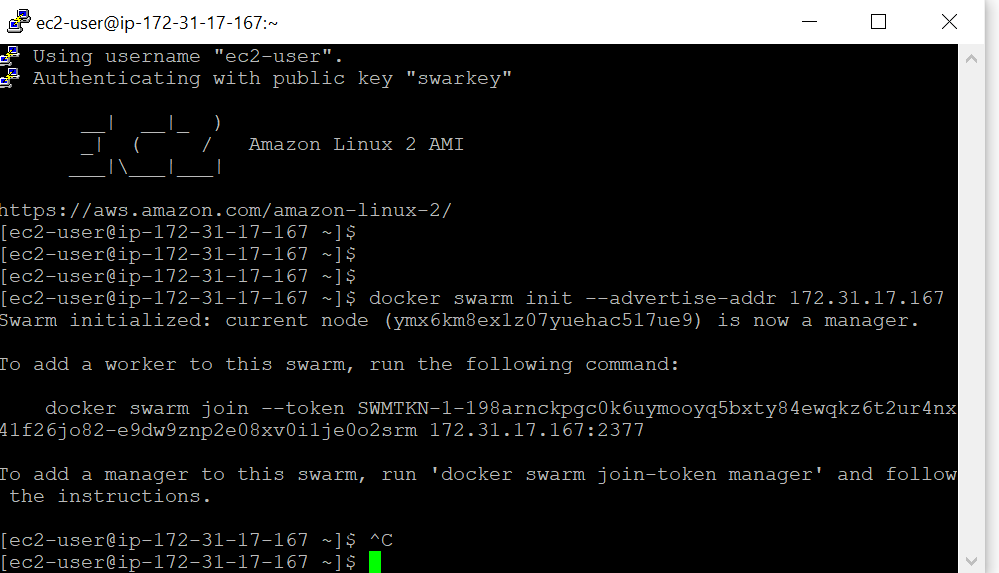 ec2-user@ip-172-31-17-167:~
Using username "ec2-user".
Authenticating with public key "swarkey"
__|  __|_  )
_|  (     /   Amazon Linux 2 AMI
___|\___|___|
https://aws.amazon.com/amazon-linux-2/
[ec2-user@ip-172-31-17-167 ~]$
[ec2-user@ip-172-31-17-167 ~]$
[ec2-user@ip-172-31-17-167 ~]$
[ec2-user@ip-172-31-17-167 ~]$ docker swarm init --advertise-addr 172.31.17.167
Swarm initialized: current node (ymx6km8ex1z07yuehac517ue9) is now a manager.
To add a worker to this swarm, run the following command:
docker swarm join --token SWMTKN-1-198arnckpgc0k6uymooyq5bxty84ewqkz6t2ur4nx
41f26jo82-e9dw9znp2e08xv0i1je0o2srm 172.31.17.167:2377
To add a manager to this swarm, run 'docker swarm join-token manager' and follow
the instructions.
[ec2-user@ip-172-31-17-167 ~]$ ^C
[ec2-user@ip-172-31-17-167 ~]$